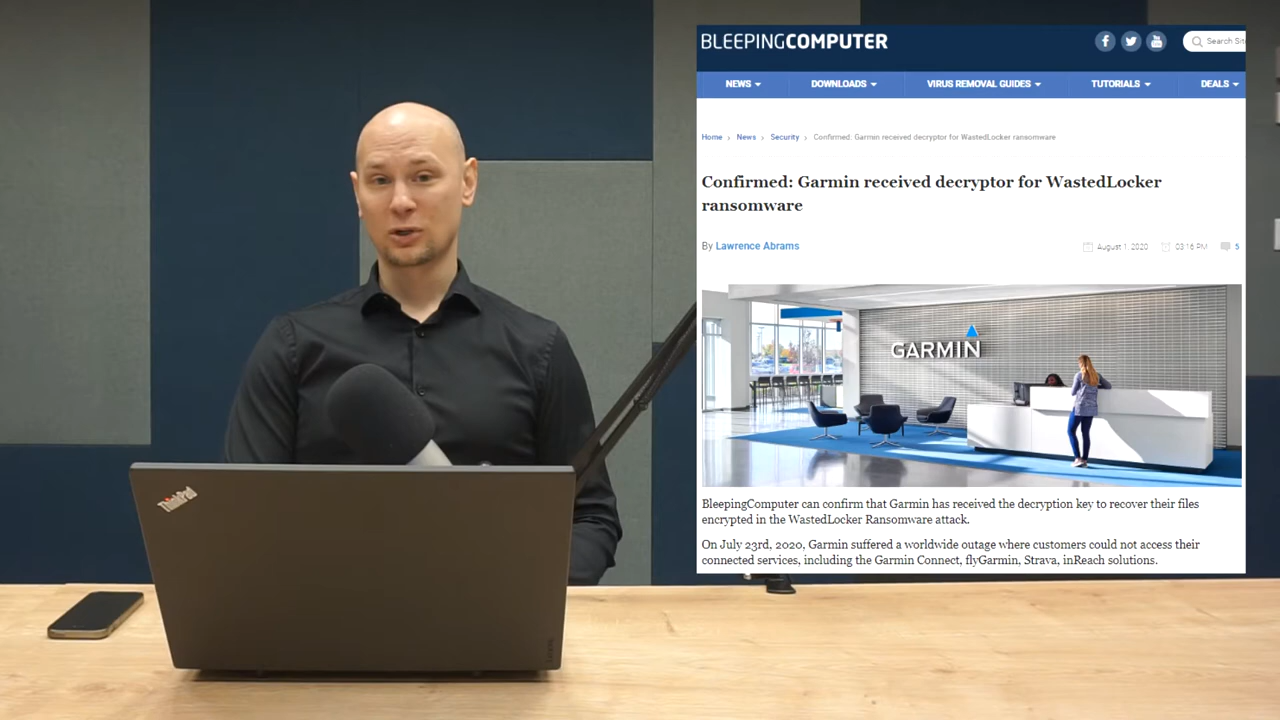 BLEEPINGCOMPUTER
Search Sit
NEWS
DOWNLOADS
VIRUS REMOVAL GUIDES
TUTORIALS
DEALS
Home › News › Security › Confirmed: Garmin received decryptor for WastedLocker ransomware
Confirmed: Garmin received decryptor for WastedLocker
ransomware
By Lawrence Abrams
August 1, 2020
03:16 PM
5
GARMIN
BleepingComputer can confirm that Garmin has received the decryption key to recover their files
encrypted in the WastedLocker Ransomware attack.
On July 23rd, 2020, Garmin suffered a worldwide outage where customers could not access their
connected services, including the Garmin Connect, flyGarmin, Strava, inReach solutions.
ThinkPad